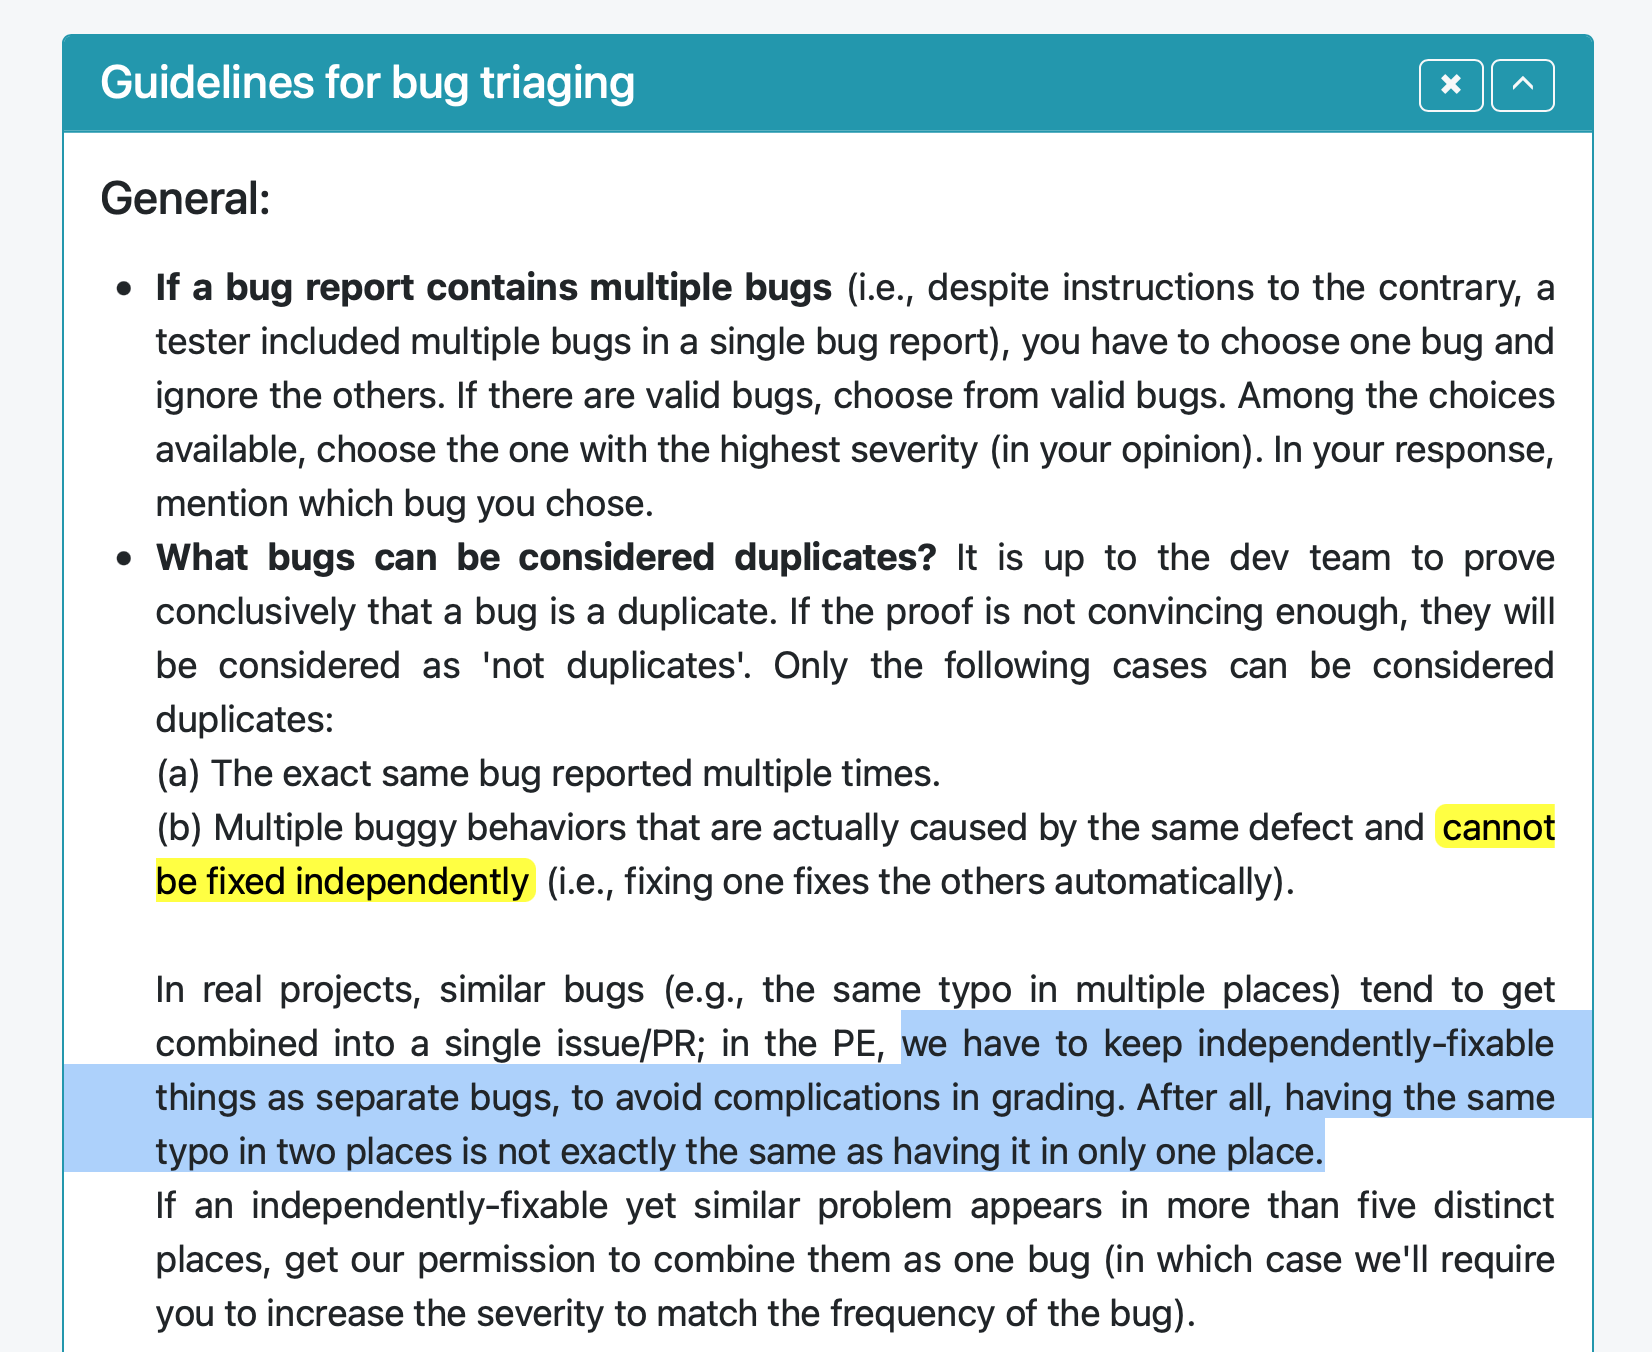 Guidelines for bug triaging
General:
• If a bug report contains multiple bugs (i.e., despite instructions to the contrary, a
tester included multiple bugs in a single bug report), you have to choose one bug and
ignore the others. If there are valid bugs, choose from valid bugs. Among the choices
available, choose the one with the highest severity (in your opinion). In your response,
mention which bug you chose.
• What bugs can be considered duplicates? It is up to the dev team to prove
conclusively that a bug is a duplicate. If the proof is not convincing enough, they will
be considered as 'not duplicates'. Only the following cases can be considered
duplicates:
(a) The exact same bug reported multiple times.
(b) Multiple buggy behaviors that are actually caused by the same defect and cannot
be fixed independently (i.e., fixing one fixes the others automatically).
In real projects, similar bugs (e.g., the same typo in multiple places) tend to get
combined into a single issue/PR; in the PE, we have to keep independently-fixable
things as separate bugs, to avoid complications in grading. After all, having the same
typo in two places is not exactly the same as having it in only one place.
If an independently-fixable yet similar problem appears in more than five distinct
places, get our permission to combine them as one bug (in which case we'll require
you to increase the severity to match the frequency of the bug).